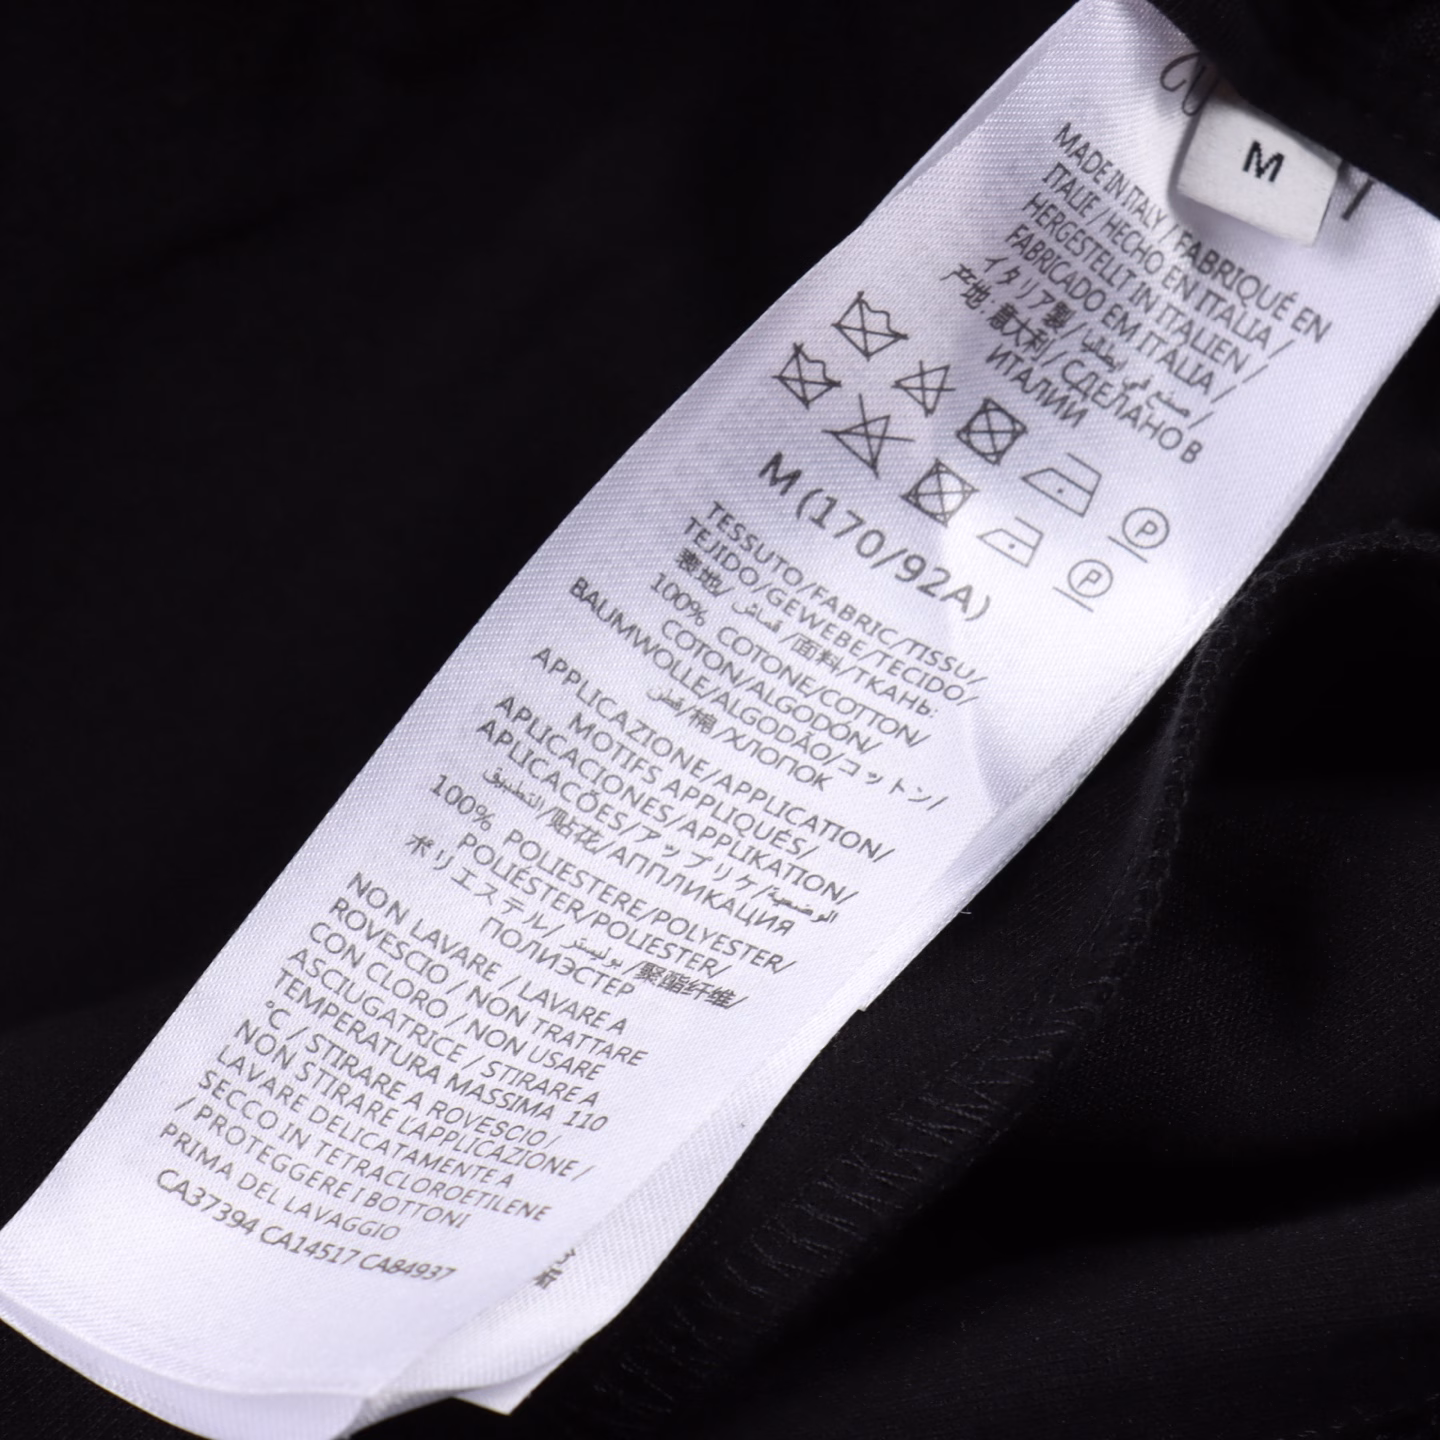 M
MADE IN ITALY / FABRIQUÉ EN
ITALIE / HECHO EN ITALIA /
HERGESTELLT IN ITALIEN /
FABRICADO EM ITALIA /
イタリア製 / صنع في إيطاليا /
产地: 意大利 / СДЕЛАНО В
ИТАЛИИ
P
P
M (170/92A)
TESSUTO/FABRIC/TISSU/
TEJIDO/GEWEBE/TECIDO/
表地/ قماش /面料/ТКАНЬ:
100% COTONE/COTTON/
COTON/ALGODÓN/
BAUMWOLLE/ALGODÃO/コットン/
قطن/棉/ХЛОПОК
APPLICAZIONE/APPLICATION/
MOTIFS APPLIQUÉS/
APLICACIONES/APPLIKATION/
APLICACÕES/アップリケ/
التطبيق/贴花/АППЛИКАЦИЯ
100% POLIESTERE/POLYESTER/
POLIÉSTER/POLIESTER/
ポリエステル/ بوليستر /聚酯纤维/
ПОЛИЭСТЕР
NON LAVARE / LAVARE A
ROVESCIO / NON TRATTARE
CON CLORO / NON USARE
ASCIUGATRICE / STIRARE A
TEMPERATURA MASSIMA 110
°C / STIRARE A ROVESCIO /
NON STIRARE L'APPLICAZIONE /
LAVARE DELICATAMENTE A
SECCO IN TETRACLOROETILENE
/ PROTEGGERE I BOTTONI
PRIMA DEL LAVAGGIO
CA37394 CA14517 CA84937